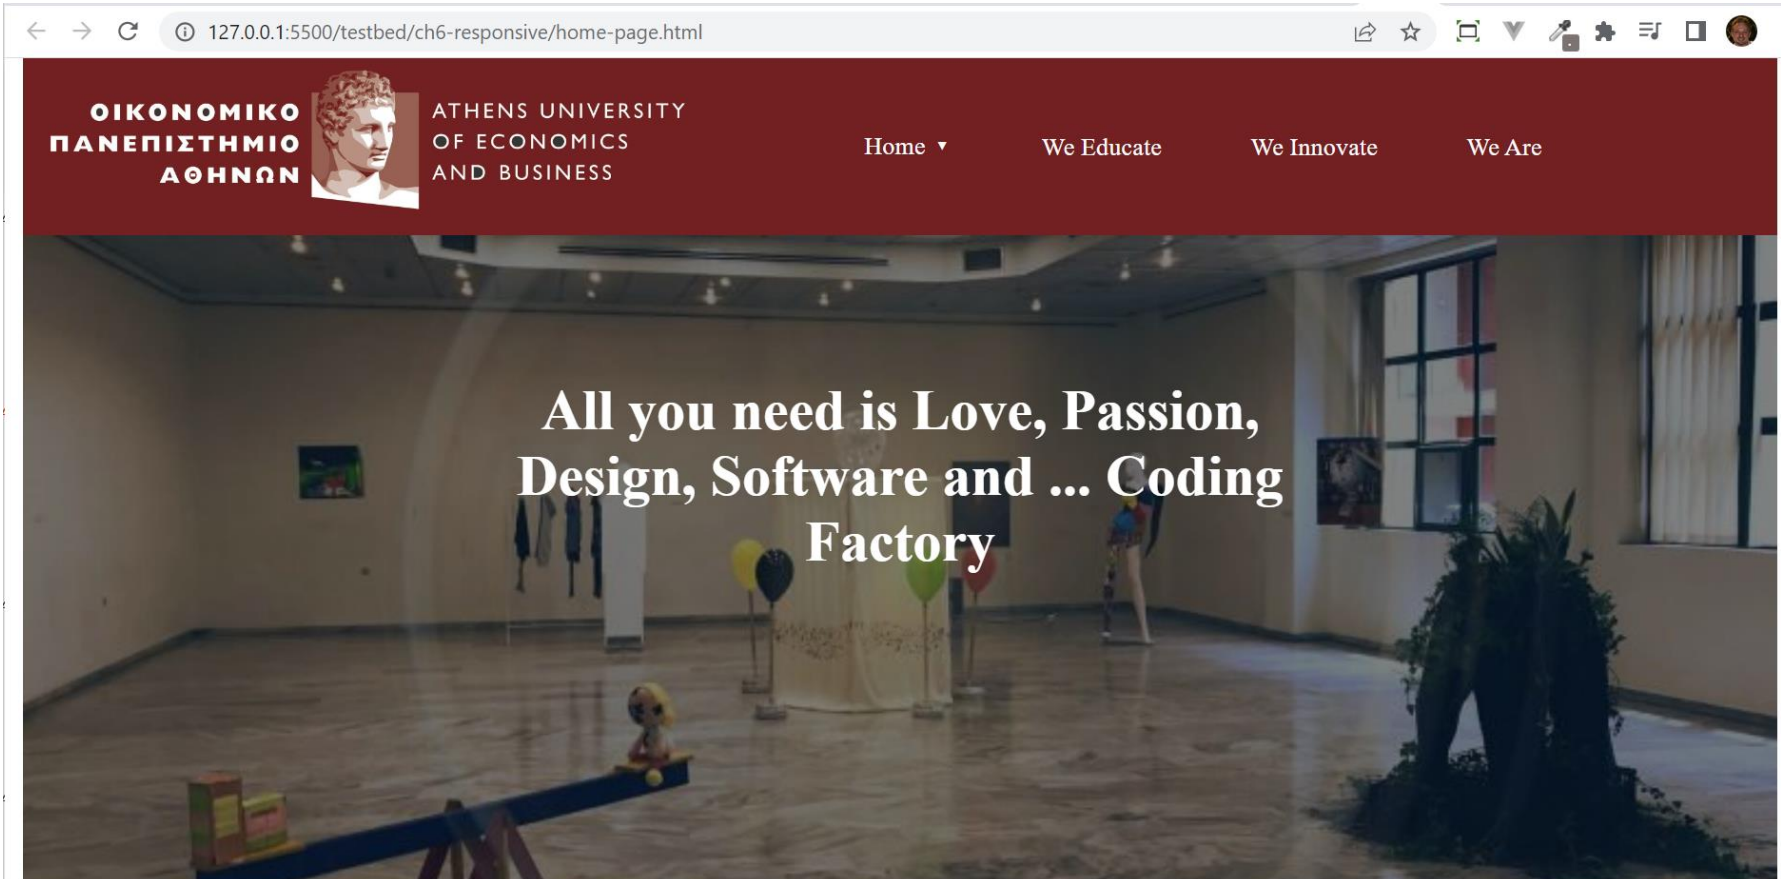 127.0.0.1:5500/testbed/ch6-responsive/home-page.html
ΟΙΚΟΝΟΜΙΚΟ
ΠΑΝΕΠΙΣΤΗΜΙΟ
ΑΘΗΝΩΝ
ATHENS UNIVERSITY
OF ECONOMICS
AND BUSINESS
Home ▾
We Educate
We Innovate
We Are
All you need is Love, Passion,
Design, Software and ... Coding
Factory